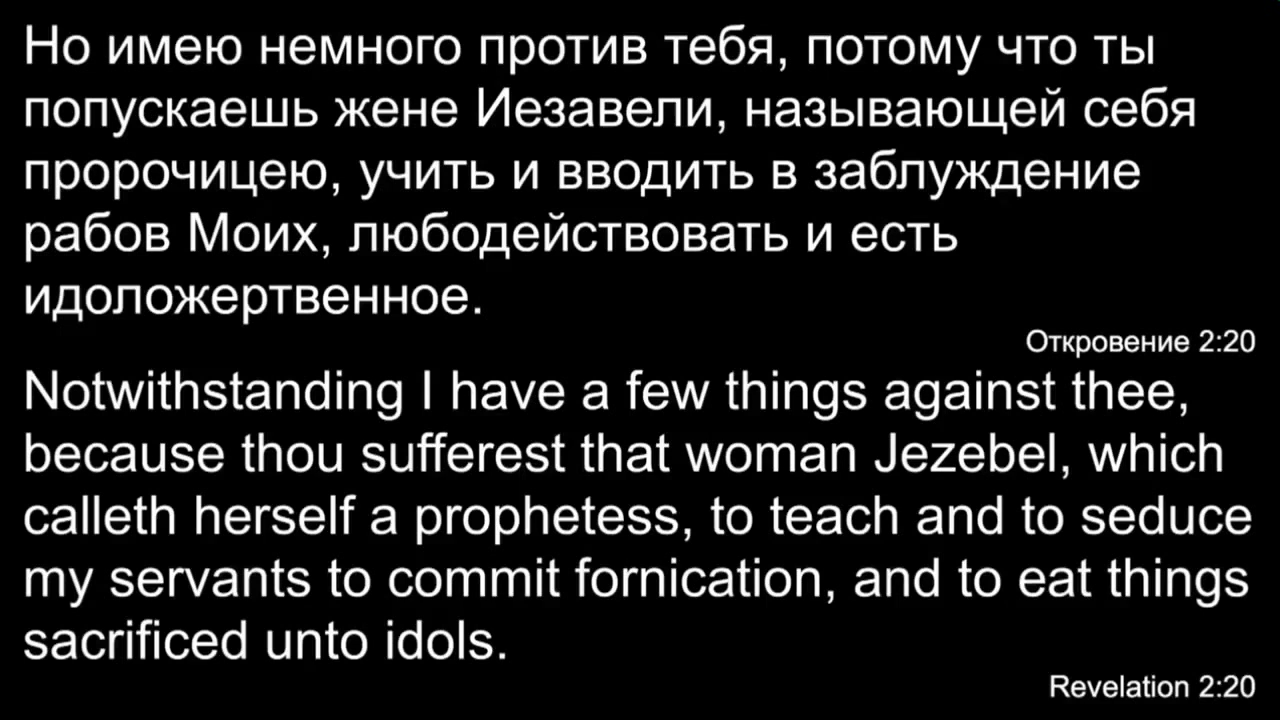 Но имею немного против тебя, потому что ты
попускаешь жене Иезавели, называющей себя
пророчицею, учить и вводить в заблуждение
рабов Моих, любодействовать и есть
идоложертвенное.
Откровение 2:20
Notwithstanding I have a few things against thee,
because thou sufferest that woman Jezebel, which
calleth herself a prophetess, to teach and to seduce
my servants to commit fornication, and to eat things
sacrificed unto idols.
Revelation 2:20